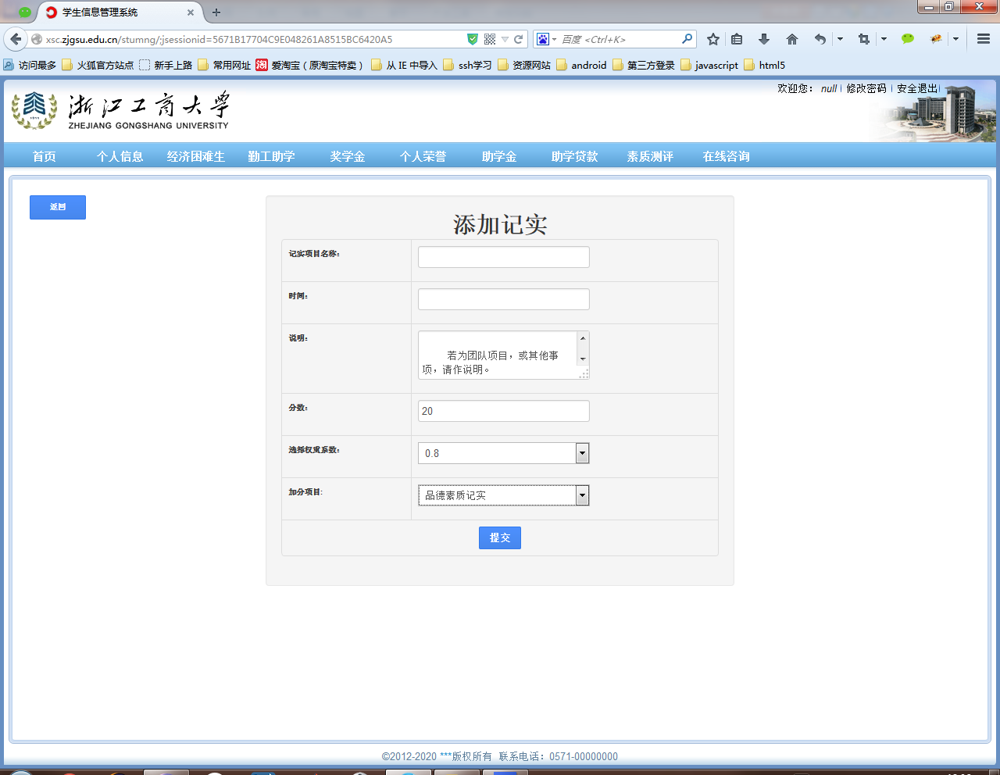 学生信息管理系统
xsc.zjgsu.edu.cn/stumng/;jsessionid=5671B17704C9E048261A8515BC6420A5
百度 <Ctrl+K>
访问最多 火狐官方站点 新手上路 常用网址 淘 爱淘宝（原淘宝特卖） 从 IE 中导入 ssh学习 资源网站 android 第三方登录 javascript html5
欢迎您： null | 修改密码 | 安全退出|
浙江工商大学
ZHEJIANG GONGSHANG UNIVERSITY
首页 个人信息 经济困难生 勤工助学 奖学金 个人荣誉 助学金 助学贷款 素质测评 在线咨询
返回
添加记实
记实项目名称：
时间：
说明：
若为团队项目，或其他事
项，请作说明。
分数：
20
选择权重系数：
0.8
加分项目：
品德素质记实
提交
©2012-2020 ***版权所有 联系电话：0571-00000000